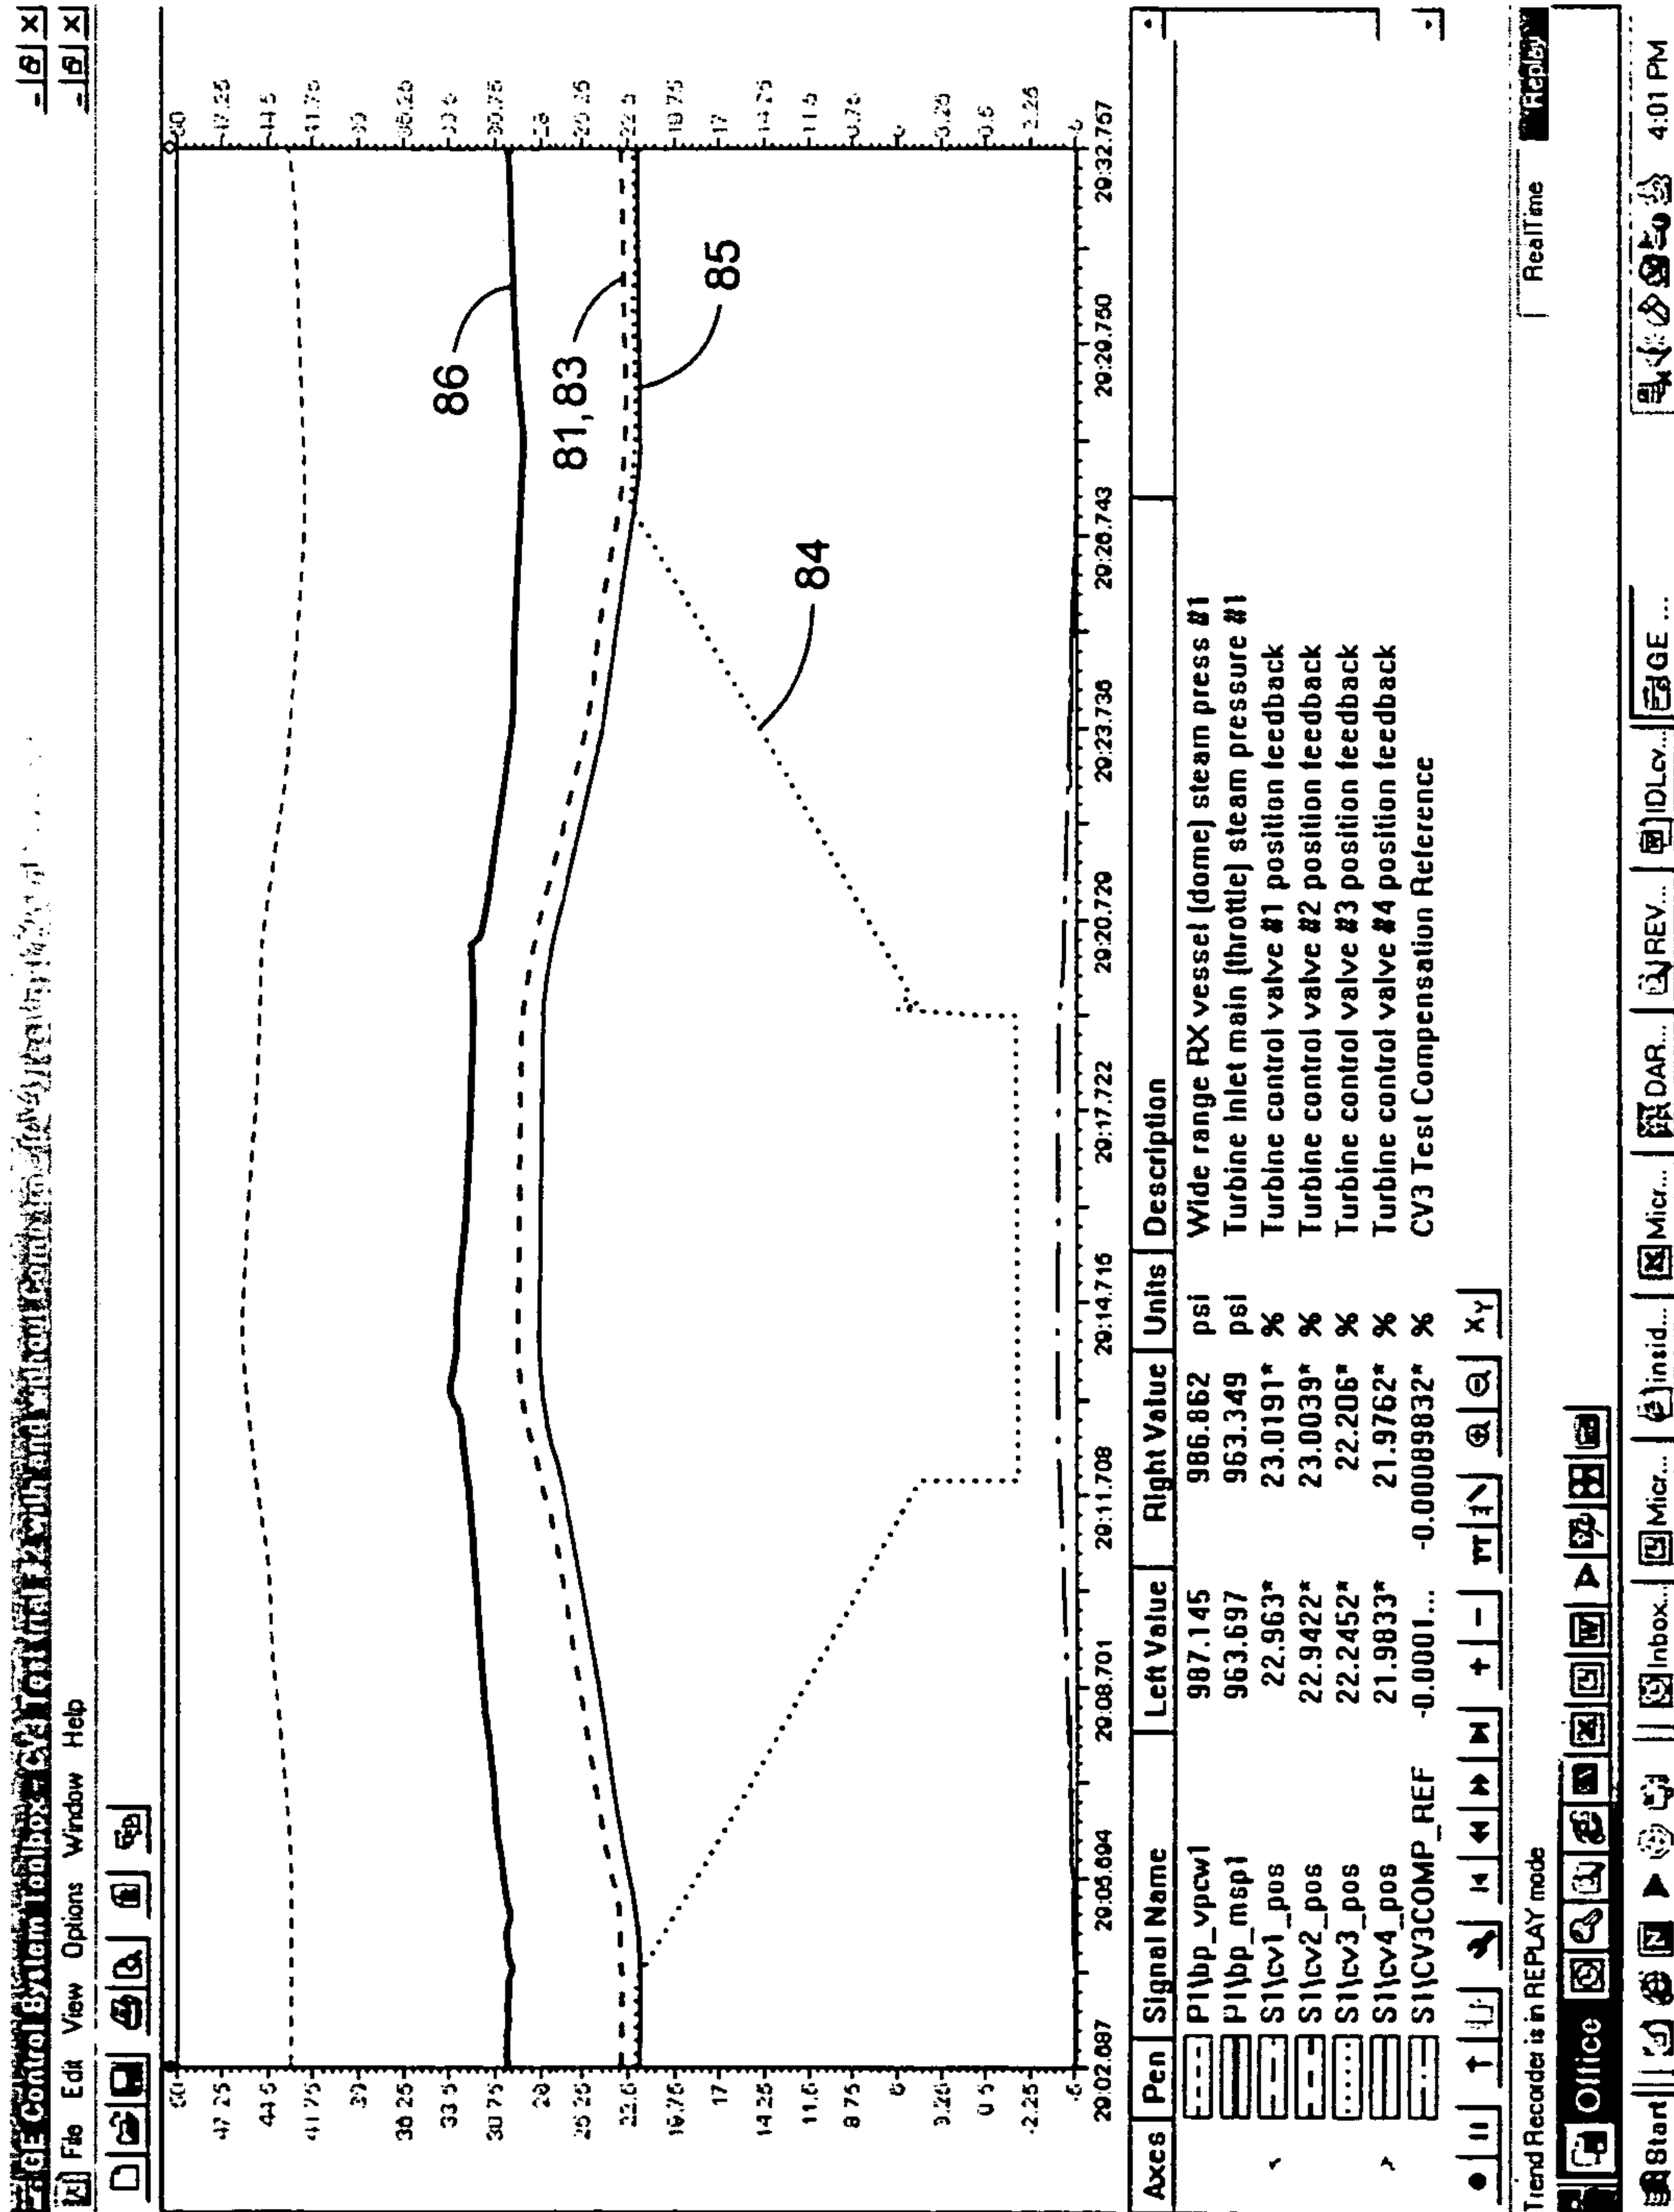 GE Control System Toolbox
File Edit View Options Window Help
50
47.25
44.5
41.75
39
36.25
33.5
30.75
28
25.25
22.5
19.75
17
14.25
11.5
8.75
6
3.25
0.5
-2.25
-5
86
81,83
85
84
29:02.687 29:05.694 29:08.701 29:11.708 29:14.715 29:17.722 29:20.729 29:23.736 29:26.743 29:29.750 29:32.757
Axes Pen Signal Name Left Value Right Value Units Description
P1\bp_vpcw1 987.145 986.862 psi Wide range RX vessel (dome) steam press #1
P1\bp_msp1 963.697 963.349 psi Turbine Inlet main (throttle) steam pressure #1
S1\cv1_pos 22.963* 23.0191* % Turbine control valve #1 position feedback
S1\cv2_pos 22.9422* 23.0039* % Turbine control valve #2 position feedback
S1\cv3_pos 22.2452* 22.206* % Turbine control valve #3 position feedback
S1\cv4_pos 21.9833* 21.9762* % Turbine control valve #4 position feedback
S1\CV3COMP_REF -0.0001... -0.00089832* % CV3 Test Compensation Reference
XY
Trend Recorder is in REPLAY mode RealTime Replay
Office
Start Inbox... Micr... insid... Micr... DAR... REV... IDLcv... GE ... 4:01 PM